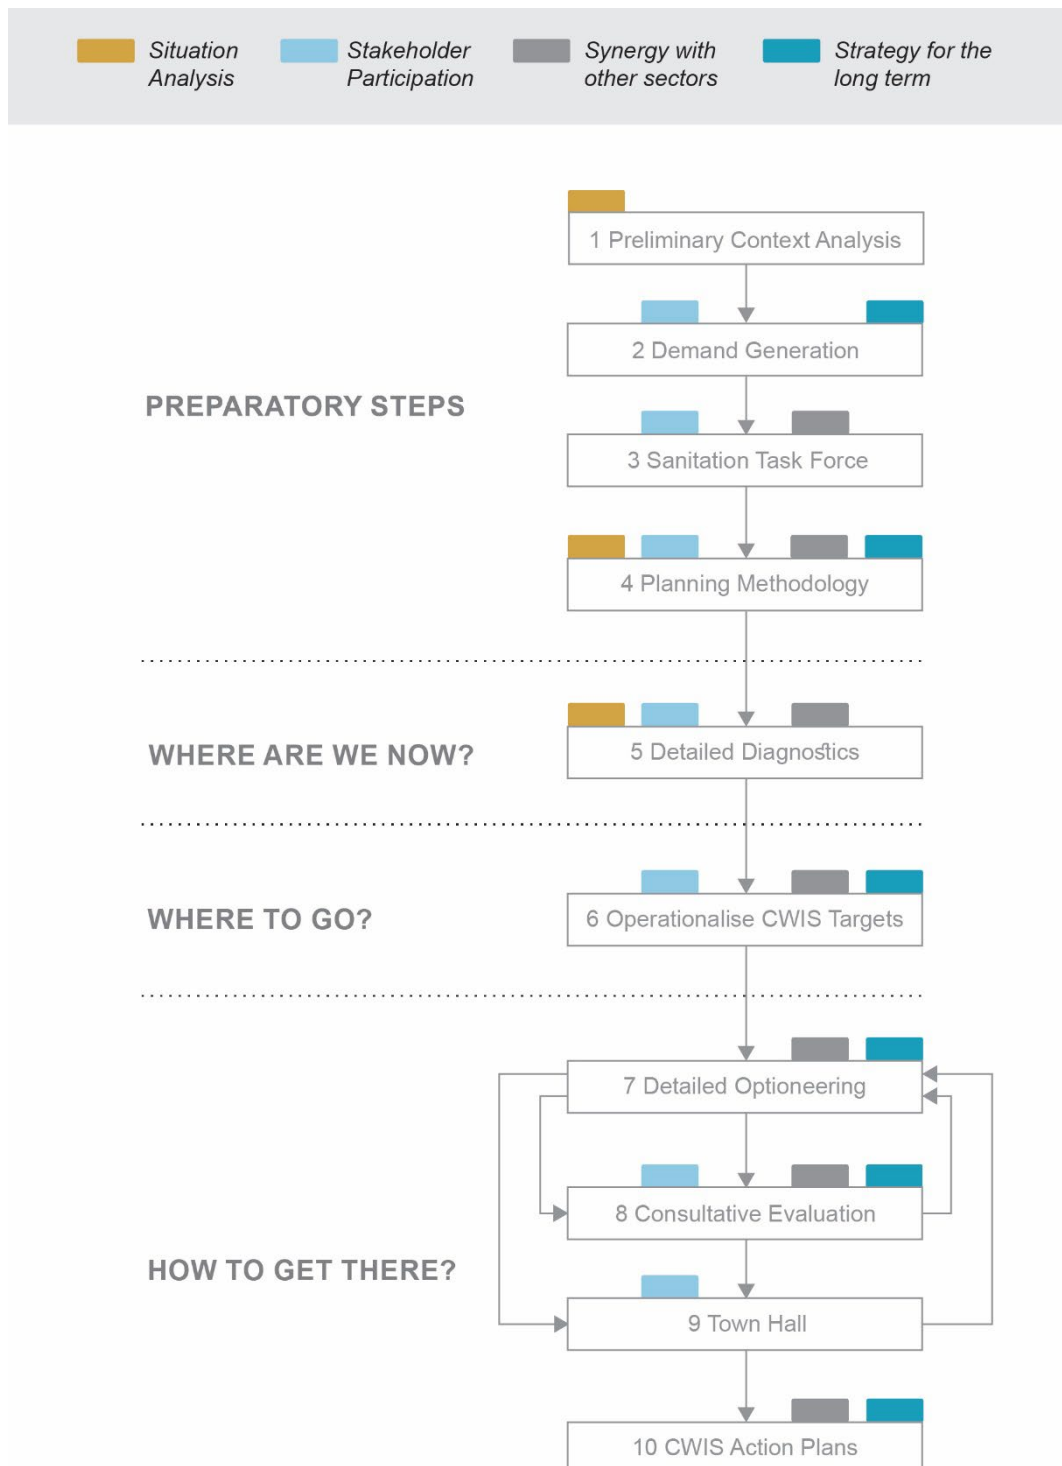 Situation
Analysis
Stakeholder
Participation
Synergy with
other sectors
Strategy for the
long term
PREPARATORY STEPS
1 Preliminary Context Analysis
2 Demand Generation
3 Sanitation Task Force
4 Planning Methodology
WHERE ARE WE NOW?
5 Detailed Diagnostics
WHERE TO GO?
6 Operationalise CWIS Targets
HOW TO GET THERE?
7 Detailed Optioneering
8 Consultative Evaluation
9 Town Hall
10 CWIS Action Plans